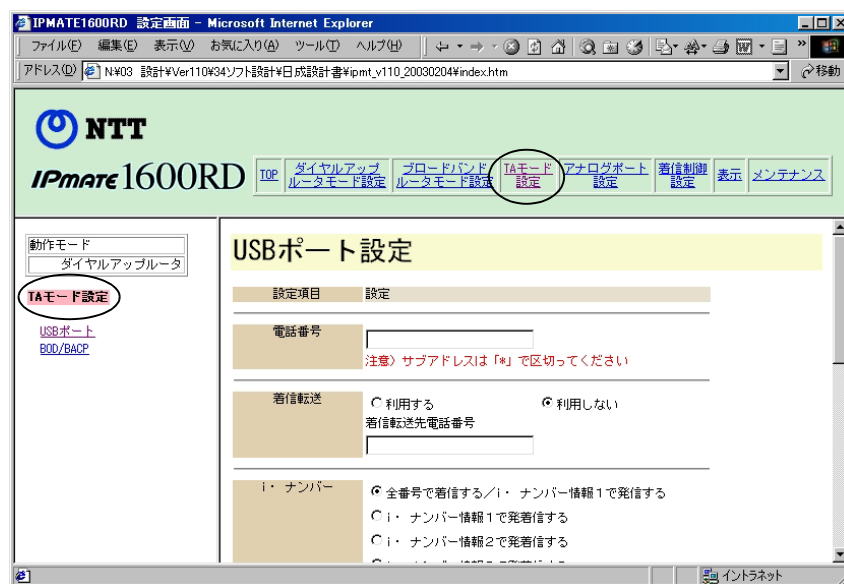 IPMATE1600RD 設定画面 - Microsoft Internet Explorer
ファイル(F) 編集(E) 表示(V) お気に入り(A) ツール(T) ヘルプ(H)
アドレス(D) N:¥03 設計¥Ver110¥34ソフト設計¥日成設計書¥ipmt_v110_20030204¥index.htm 移動
NTT
IPMATE1600RD
TOP
ダイヤルアップ
ルータモード設定
ブロードバンド
ルータモード設定
TAモード
設定
アナログポート
設定
着信制御
設定
表示
メンテナンス
動作モード
ダイヤルアップルータ
TAモード設定
USBポート
BOD/BACP
USBポート設定
設定項目 設定
電話番号
注意) サブアドレスは「*」で区切ってください
着信転送 利用する 利用しない
着信転送先電話番号
i・ ナンバー 全番号で着信する/i・ ナンバー情報1で発信する
i・ ナンバー情報1で発着信する
i・ ナンバー情報2で発着信する
イントラネット